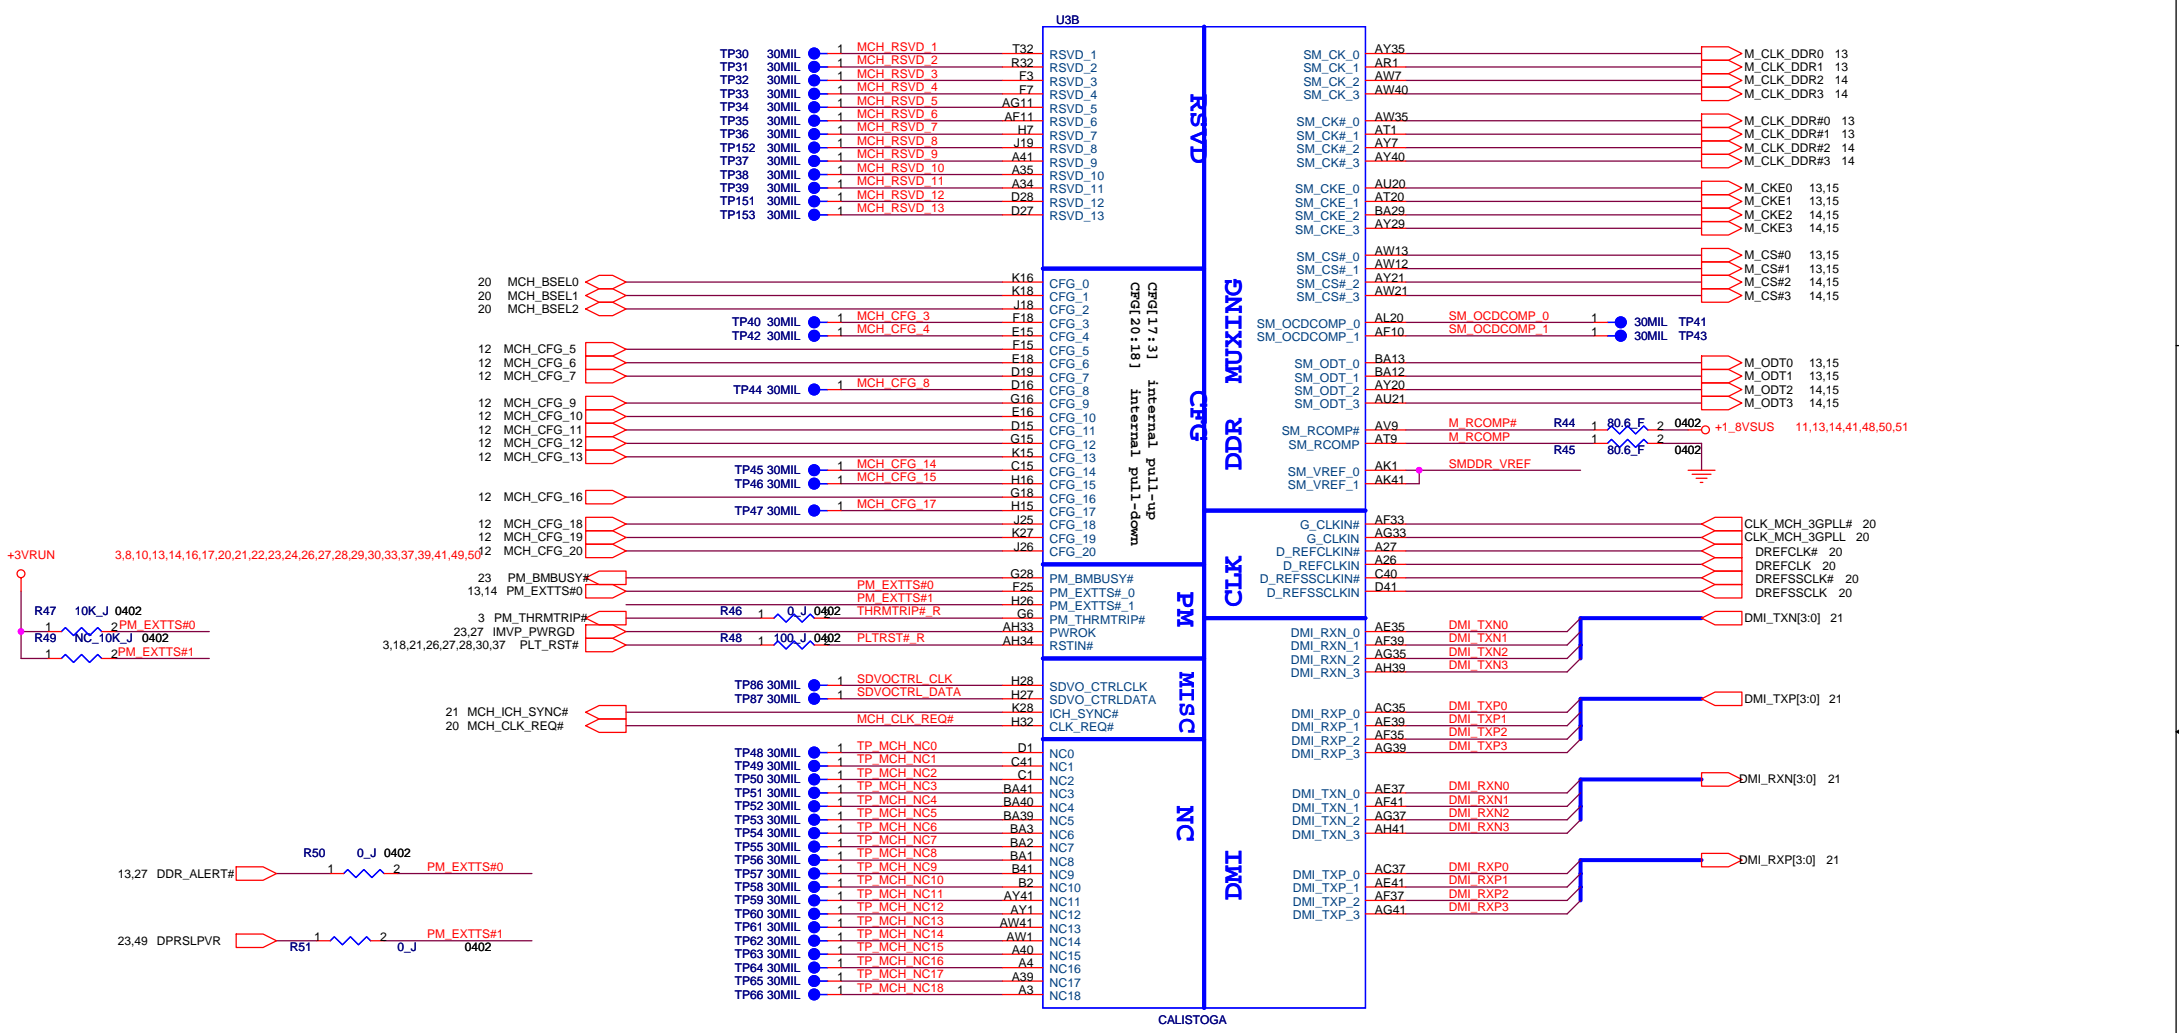 U3B
TP30 30MIL 1 MCH_RSVD_1 T32 RSVD_1
TP31 30MIL 1 MCH_RSVD_2 R32 RSVD_2
TP32 30MIL 1 MCH_RSVD_3 F3 RSVD_3
TP33 30MIL 1 MCH_RSVD_4 F7 RSVD_4
TP34 30MIL 1 MCH_RSVD_5 AG11 RSVD_5
TP35 30MIL 1 MCH_RSVD_6 AF11 RSVD_6
TP36 30MIL 1 MCH_RSVD_7 H7 RSVD_7
TP152 30MIL 1 MCH_RSVD_8 J19 RSVD_8
TP37 30MIL 1 MCH_RSVD_9 A41 RSVD_9
TP38 30MIL 1 MCH_RSVD_10 A35 RSVD_10
TP39 30MIL 1 MCH_RSVD_11 A34 RSVD_11
TP151 30MIL 1 MCH_RSVD_12 D28 RSVD_12
TP153 30MIL 1 MCH_RSVD_13 D27 RSVD_13
RSVD
20 MCH_BSEL0 K16 CFG_0
20 MCH_BSEL1 K18 CFG_1
20 MCH_BSEL2 J18 CFG_2
TP40 30MIL 1 MCH_CFG_3 F18 CFG_3
TP42 30MIL 1 MCH_CFG_4 E15 CFG_4
12 MCH_CFG_5 F15 CFG_5
12 MCH_CFG_6 E18 CFG_6
12 MCH_CFG_7 D19 CFG_7
TP44 30MIL 1 MCH_CFG_8 D16 CFG_8
12 MCH_CFG_9 G16 CFG_9
12 MCH_CFG_10 E16 CFG_10
12 MCH_CFG_11 D15 CFG_11
12 MCH_CFG_12 G15 CFG_12
12 MCH_CFG_13 K15 CFG_13
TP45 30MIL 1 MCH_CFG_14 C15 CFG_14
TP46 30MIL 1 MCH_CFG_15 H16 CFG_15
12 MCH_CFG_16 G18 CFG_16
TP47 30MIL 1 MCH_CFG_17 H15 CFG_17
12 MCH_CFG_18 J25 CFG_18
12 MCH_CFG_19 K27 CFG_19
12 MCH_CFG_20 J26 CFG_20
CFG[17:3] internal pull-up
CFG[20:18] internal pull-down
CFG
+3VRUN 3,8,10,13,14,16,17,20,21,22,23,24,26,27,28,29,30,33,37,39,41,49,50
R47 10K_J 0402
1 2 PM_EXTTS#0
R49 NC_10K_J 0402
1 2 PM_EXTTS#1
23 PM_BMBUSY# G28 PM_BMBUSY#
13,14 PM_EXTTS#0 PM_EXTTS#0 F25 PM_EXTTS#_0
PM_EXTTS#1 H26 PM_EXTTS#_1
3 PM_THRMTRIP# R46 1 0_J 0402 THRMTRIP#_R G6 PM_THRMTRIP#
23,27 IMVP_PWRGD AH33 PWROK
3,18,21,26,27,28,30,37 PLT_RST# R48 1 100_J 0402 PLTRST#_R AH34 RSTIN#
PM
TP86 30MIL 1 SDVOCTRL_CLK H28 SDVO_CTRLCLK
TP87 30MIL 1 SDVOCTRL_DATA H27 SDVO_CTRLDATA
21 MCH_ICH_SYNC# K28 ICH_SYNC#
20 MCH_CLK_REQ# MCH_CLK_REQ# H32 CLK_REQ#
MISC
TP48 30MIL 1 TP_MCH_NC0 D1 NC0
TP49 30MIL 1 TP_MCH_NC1 C41 NC1
TP50 30MIL 1 TP_MCH_NC2 C1 NC2
TP51 30MIL 1 TP_MCH_NC3 BA41 NC3
TP52 30MIL 1 TP_MCH_NC4 BA40 NC4
TP53 30MIL 1 TP_MCH_NC5 BA39 NC5
TP54 30MIL 1 TP_MCH_NC6 BA3 NC6
TP55 30MIL 1 TP_MCH_NC7 BA2 NC7
TP56 30MIL 1 TP_MCH_NC8 BA1 NC8
TP57 30MIL 1 TP_MCH_NC9 B41 NC9
TP58 30MIL 1 TP_MCH_NC10 B2 NC10
TP59 30MIL 1 TP_MCH_NC11 AY41 NC11
TP60 30MIL 1 TP_MCH_NC12 AY1 NC12
TP61 30MIL 1 TP_MCH_NC13 AW41 NC13
TP62 30MIL 1 TP_MCH_NC14 AW1 NC14
TP63 30MIL 1 TP_MCH_NC15 A40 NC15
TP64 30MIL 1 TP_MCH_NC16 A4 NC16
TP65 30MIL 1 TP_MCH_NC17 A39 NC17
TP66 30MIL 1 TP_MCH_NC18 A3 NC18
NC
R50 0_J 0402
13,27 DDR_ALERT# 1 2 PM_EXTTS#0
23,49 DPRSLPVR 1 2 PM_EXTTS#1
R51 0_J 0402
SM_CK_0 AY35 M_CLK_DDR0 13
SM_CK_1 AR1 M_CLK_DDR1 13
SM_CK_2 AW7 M_CLK_DDR2 14
SM_CK_3 AW40 M_CLK_DDR3 14
SM_CK#_0 AW35 M_CLK_DDR#0 13
SM_CK#_1 AT1 M_CLK_DDR#1 13
SM_CK#_2 AY7 M_CLK_DDR#2 14
SM_CK#_3 AY40 M_CLK_DDR#3 14
SM_CKE_0 AU20 M_CKE0 13,15
SM_CKE_1 AT20 M_CKE1 13,15
SM_CKE_2 BA29 M_CKE2 14,15
SM_CKE_3 AY29 M_CKE3 14,15
SM_CS#_0 AW13 M_CS#0 13,15
SM_CS#_1 AW12 M_CS#1 13,15
SM_CS#_2 AY21 M_CS#2 14,15
SM_CS#_3 AW21 M_CS#3 14,15
SM_OCDCOMP_0 AL20 SM_OCDCOMP_0 1 30MIL TP41
SM_OCDCOMP_1 AF10 SM_OCDCOMP_1 1 30MIL TP43
SM_ODT_0 BA13 M_ODT0 13,15
SM_ODT_1 BA12 M_ODT1 13,15
SM_ODT_2 AY20 M_ODT2 14,15
SM_ODT_3 AU21 M_ODT3 14,15
SM_RCOMP# AV9 M_RCOMP# R44 1 80.6_F 2 0402 +1_8VSUS 11,13,14,41,48,50,51
SM_RCOMP AT9 M_RCOMP R45 1 80.6_F 2 0402
SM_VREF_0 AK1 SMDDR_VREF
SM_VREF_1 AK41
DDR MUXING
G_CLKIN# AF33 CLK_MCH_3GPLL# 20
G_CLKIN AG33 CLK_MCH_3GPLL 20
D_REFCLKIN# A27 DREFCLK# 20
D_REFCLKIN A26 DREFCLK 20
D_REFSSCLKIN# C40 DREFSSCLK# 20
D_REFSSCLKIN D41 DREFSSCLK 20
CLK
DMI_TXN[3:0] 21
DMI_RXN_0 AE35 DMI_TXN0
DMI_RXN_1 AF39 DMI_TXN1
DMI_RXN_2 AG35 DMI_TXN2
DMI_RXN_3 AH39 DMI_TXN3
DMI_TXP[3:0] 21
DMI_RXP_0 AC35 DMI_TXP0
DMI_RXP_1 AE39 DMI_TXP1
DMI_RXP_2 AF35 DMI_TXP2
DMI_RXP_3 AG39 DMI_TXP3
DMI_RXN[3:0] 21
DMI_TXN_0 AE37 DMI_RXN0
DMI_TXN_1 AF41 DMI_RXN1
DMI_TXN_2 AG37 DMI_RXN2
DMI_TXN_3 AH41 DMI_RXN3
DMI_RXP[3:0] 21
DMI_TXP_0 AC37 DMI_RXP0
DMI_TXP_1 AE41 DMI_RXP1
DMI_TXP_2 AF37 DMI_RXP2
DMI_TXP_3 AG41 DMI_RXP3
DMI
CALISTOGA